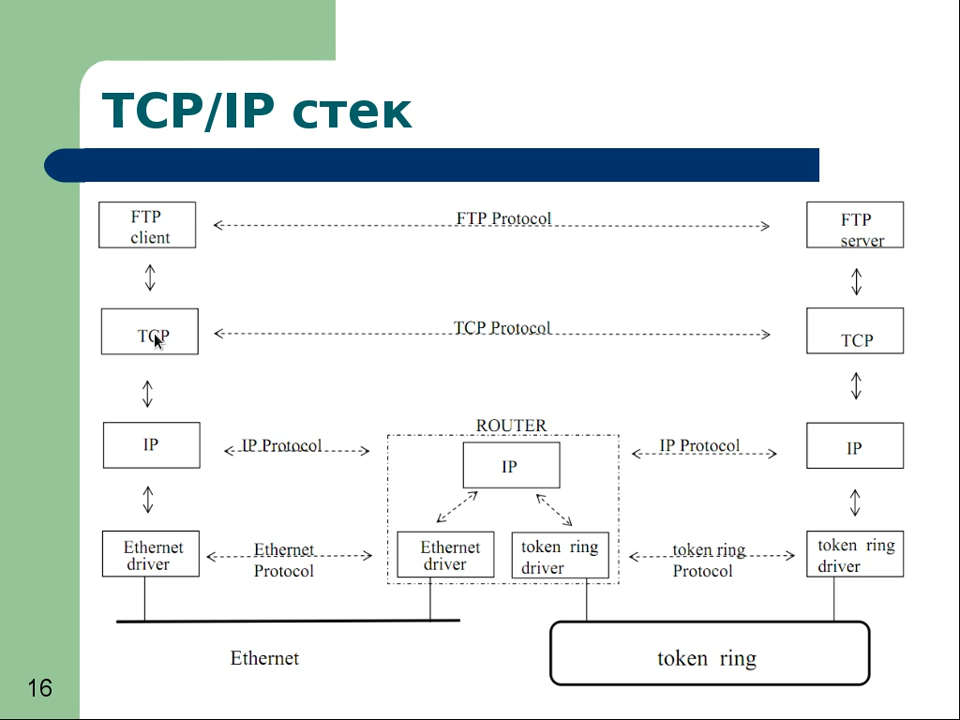 TCP/IP стек
FTP
client
FTP Protocol
FTP
server
TCP
TCP Protocol
TCP
IP
IP Protocol
ROUTER
IP
IP Protocol
IP
Ethernet
driver
Ethernet
Protocol
Ethernet
driver
token ring
driver
token ring
Protocol
token ring
driver
Ethernet
token ring
16